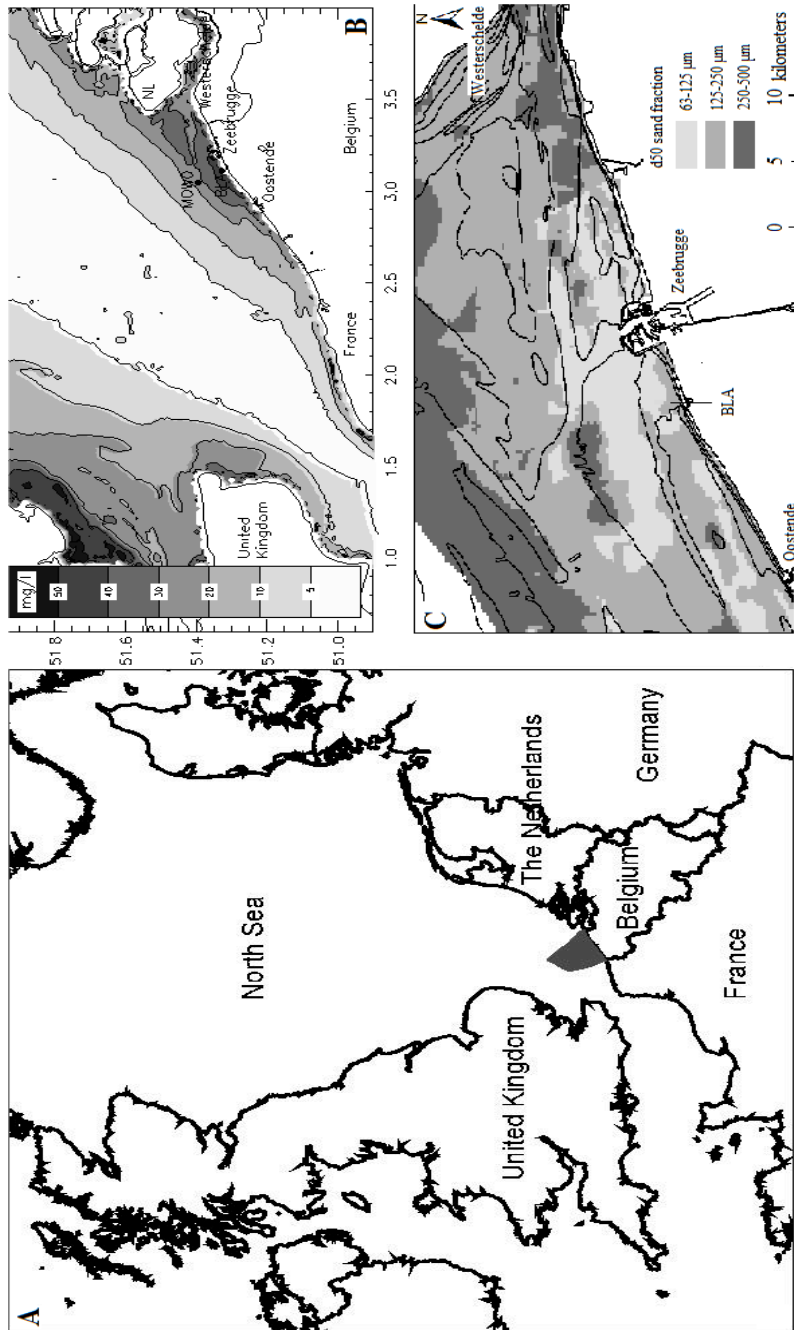 A
North Sea
United Kingdom
The Netherlands
Belgium
Germany
France
B
mg/l
50
40
30
20
10
5
51.8
51.6
51.4
51.2
51.0
1.0
1.5
2.0
2.5
3.0
3.5
NL
Westerschelde
MOW0
Zeebrugge
BLA
Oostende
Belgium
France
United
Kingdom
C
N
Westerschelde
d50 sand fraction
63-125 µm
125-250 µm
250-500 µm
0 5 10 kilometers
Zeebrugge
BLA
Oostende